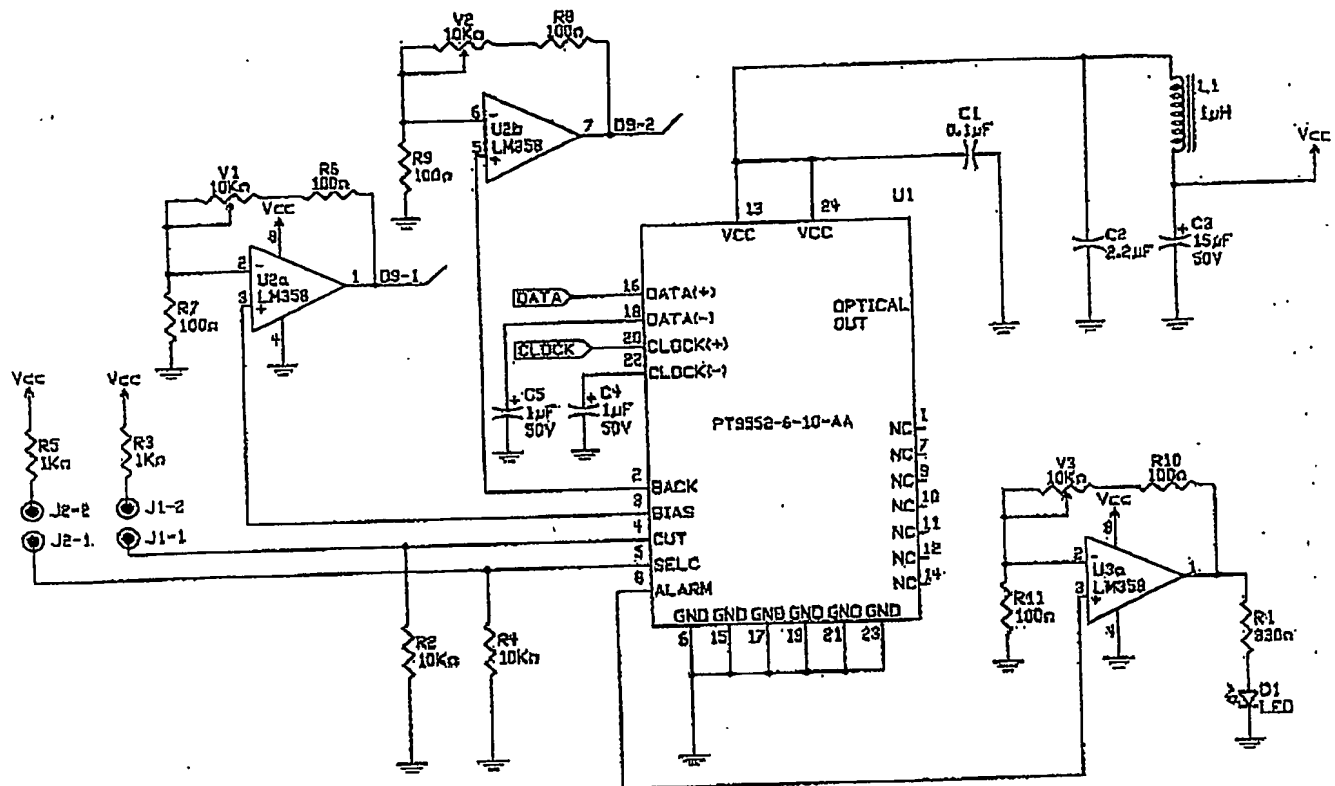 V2
10KΩ
R8
100Ω
6
-
U2b
LM358
5
+
7
D9-2
R9
100Ω
V1
10KΩ
R6
100Ω
Vcc
8
2
-
U2a
LM358
3
+
1
D9-1
4
R7
100Ω
Vcc
Vcc
R5
1KΩ
R3
1KΩ
J2-2
J1-2
J2-1
J1-1
C1
0.1µF
L1
1µH
Vcc
C2
2.2µF
+
C3
15µF
50V
U1
13
24
VCC
VCC
DATA
16
DATA(+)
18
DATA(-)
CLOCK
20
CLOCK(+)
22
CLOCK(-)
OPTICAL
OUT
+
C5
1µF
50V
+
C4
1µF
50V
PT9952-6-10-AA
NC
1
NC
7
NC
9
NC
10
NC
11
NC
12
NC
14
2
BACK
3
BIAS
4
CUT
5
SELC
ALARM
GND GND GND GND GND GND
6 15 17 19 21 23
R2
10KΩ
R4
10KΩ
V3
10KΩ
R10
100Ω
Vcc
8
2
-
U3a
LM358
3
+
1
4
R11
100Ω
R1
330Ω
D1
LED